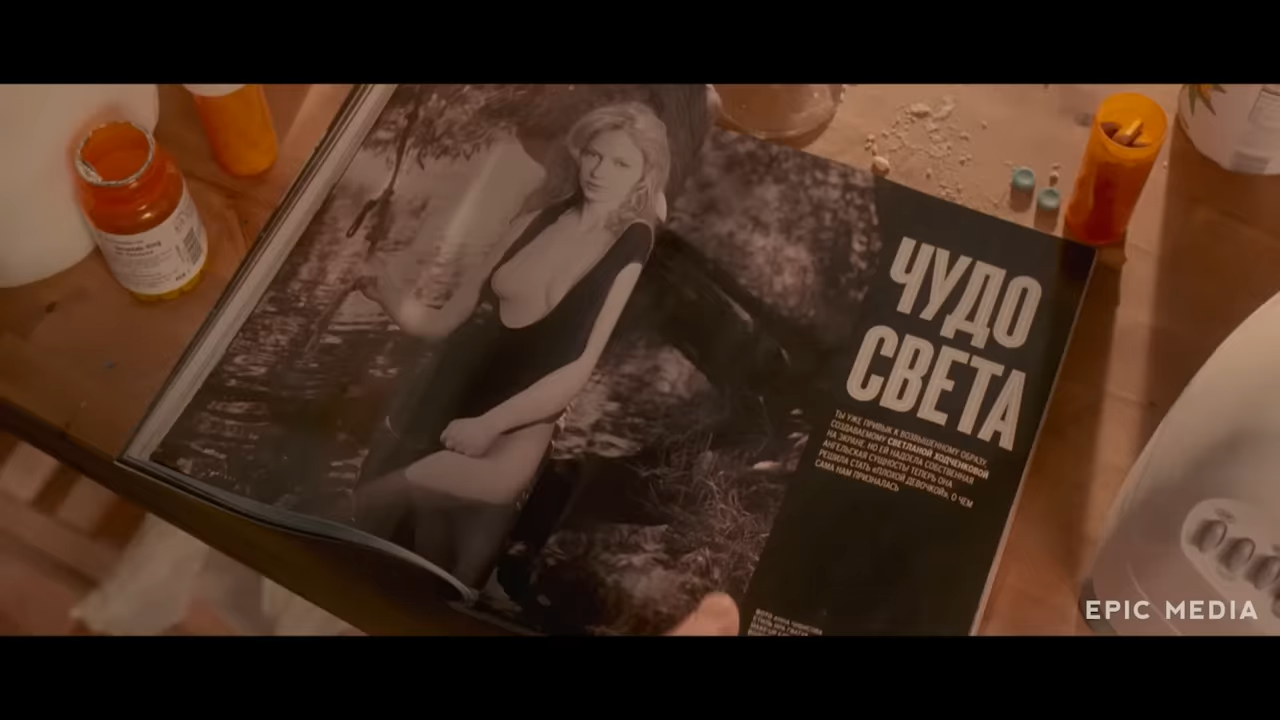 ЧУДО
СВЕТА
ТЫ УЖЕ ПРИВЫК К ВОЗВЫШЕННОМУ ОБРАЗУ,
СОЗДАВАЕМОМУ СВЕТЛАНОЙ ХОДЧЕНКОВОЙ
НА ЭКРАНЕ. НО ЕЙ НАДОЕЛА СОБСТВЕННАЯ
АНГЕЛЬСКАЯ СУЩНОСТЬ! ТЕПЕРЬ ОНА
РЕШИЛА СТАТЬ «ПЛОХОЙ ДЕВОЧКОЙ», О ЧЕМ
САМА НАМ ПРИЗНАЛАСЬ
ФОТО
EPIC MEDIA